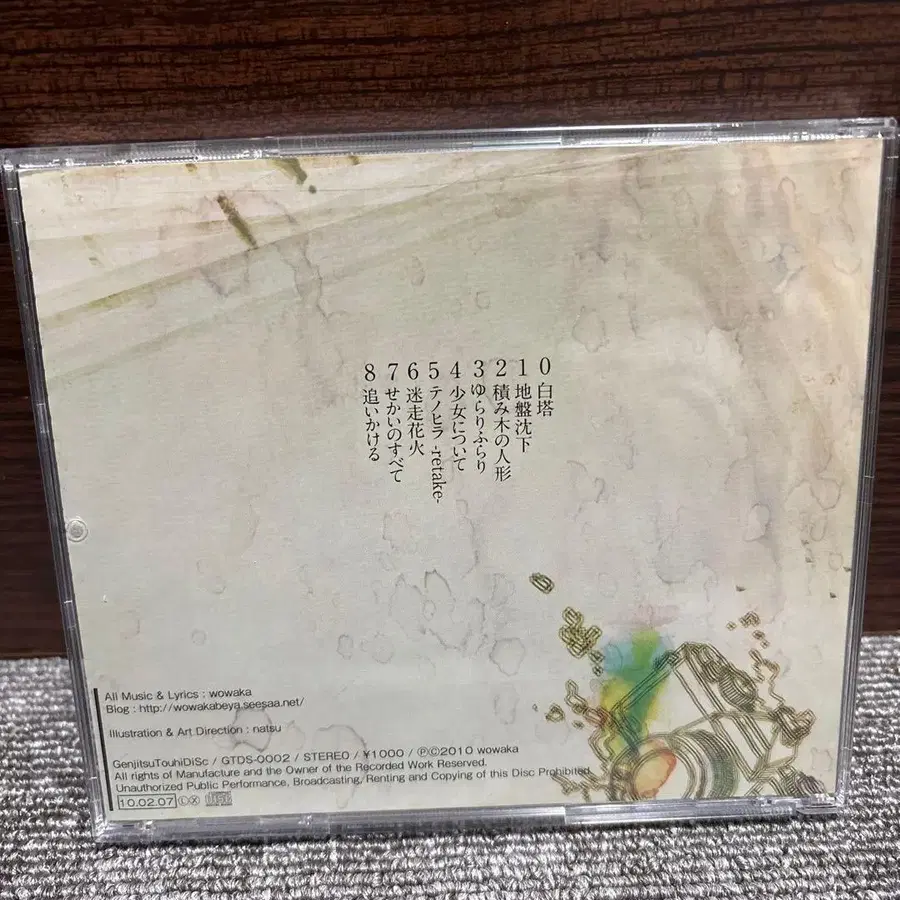 0 白塔
1 地盤沈下
2 積み木の人形
3 ゆらりふらり
4 少女について
5 テノヒラ -retake-
6 迷走花火
7 せかいのすべて
8 追いかける
All Music & Lyrics : wowaka
Blog : http://wowakabeya.seesaa.net/
Illustration & Art Direction : natsu
GenjitsuTouhiDiSc / GTDS-0002 / STEREO / ¥1000 / ℗©2010 wowaka
All rights of Manufacture and the Owner of the Recorded Work Reserved.
Unauthorized Public Performance, Broadcasting, Renting and Copying of this Disc Prohibited.
10.02.07 Ⓛ Ⓧ